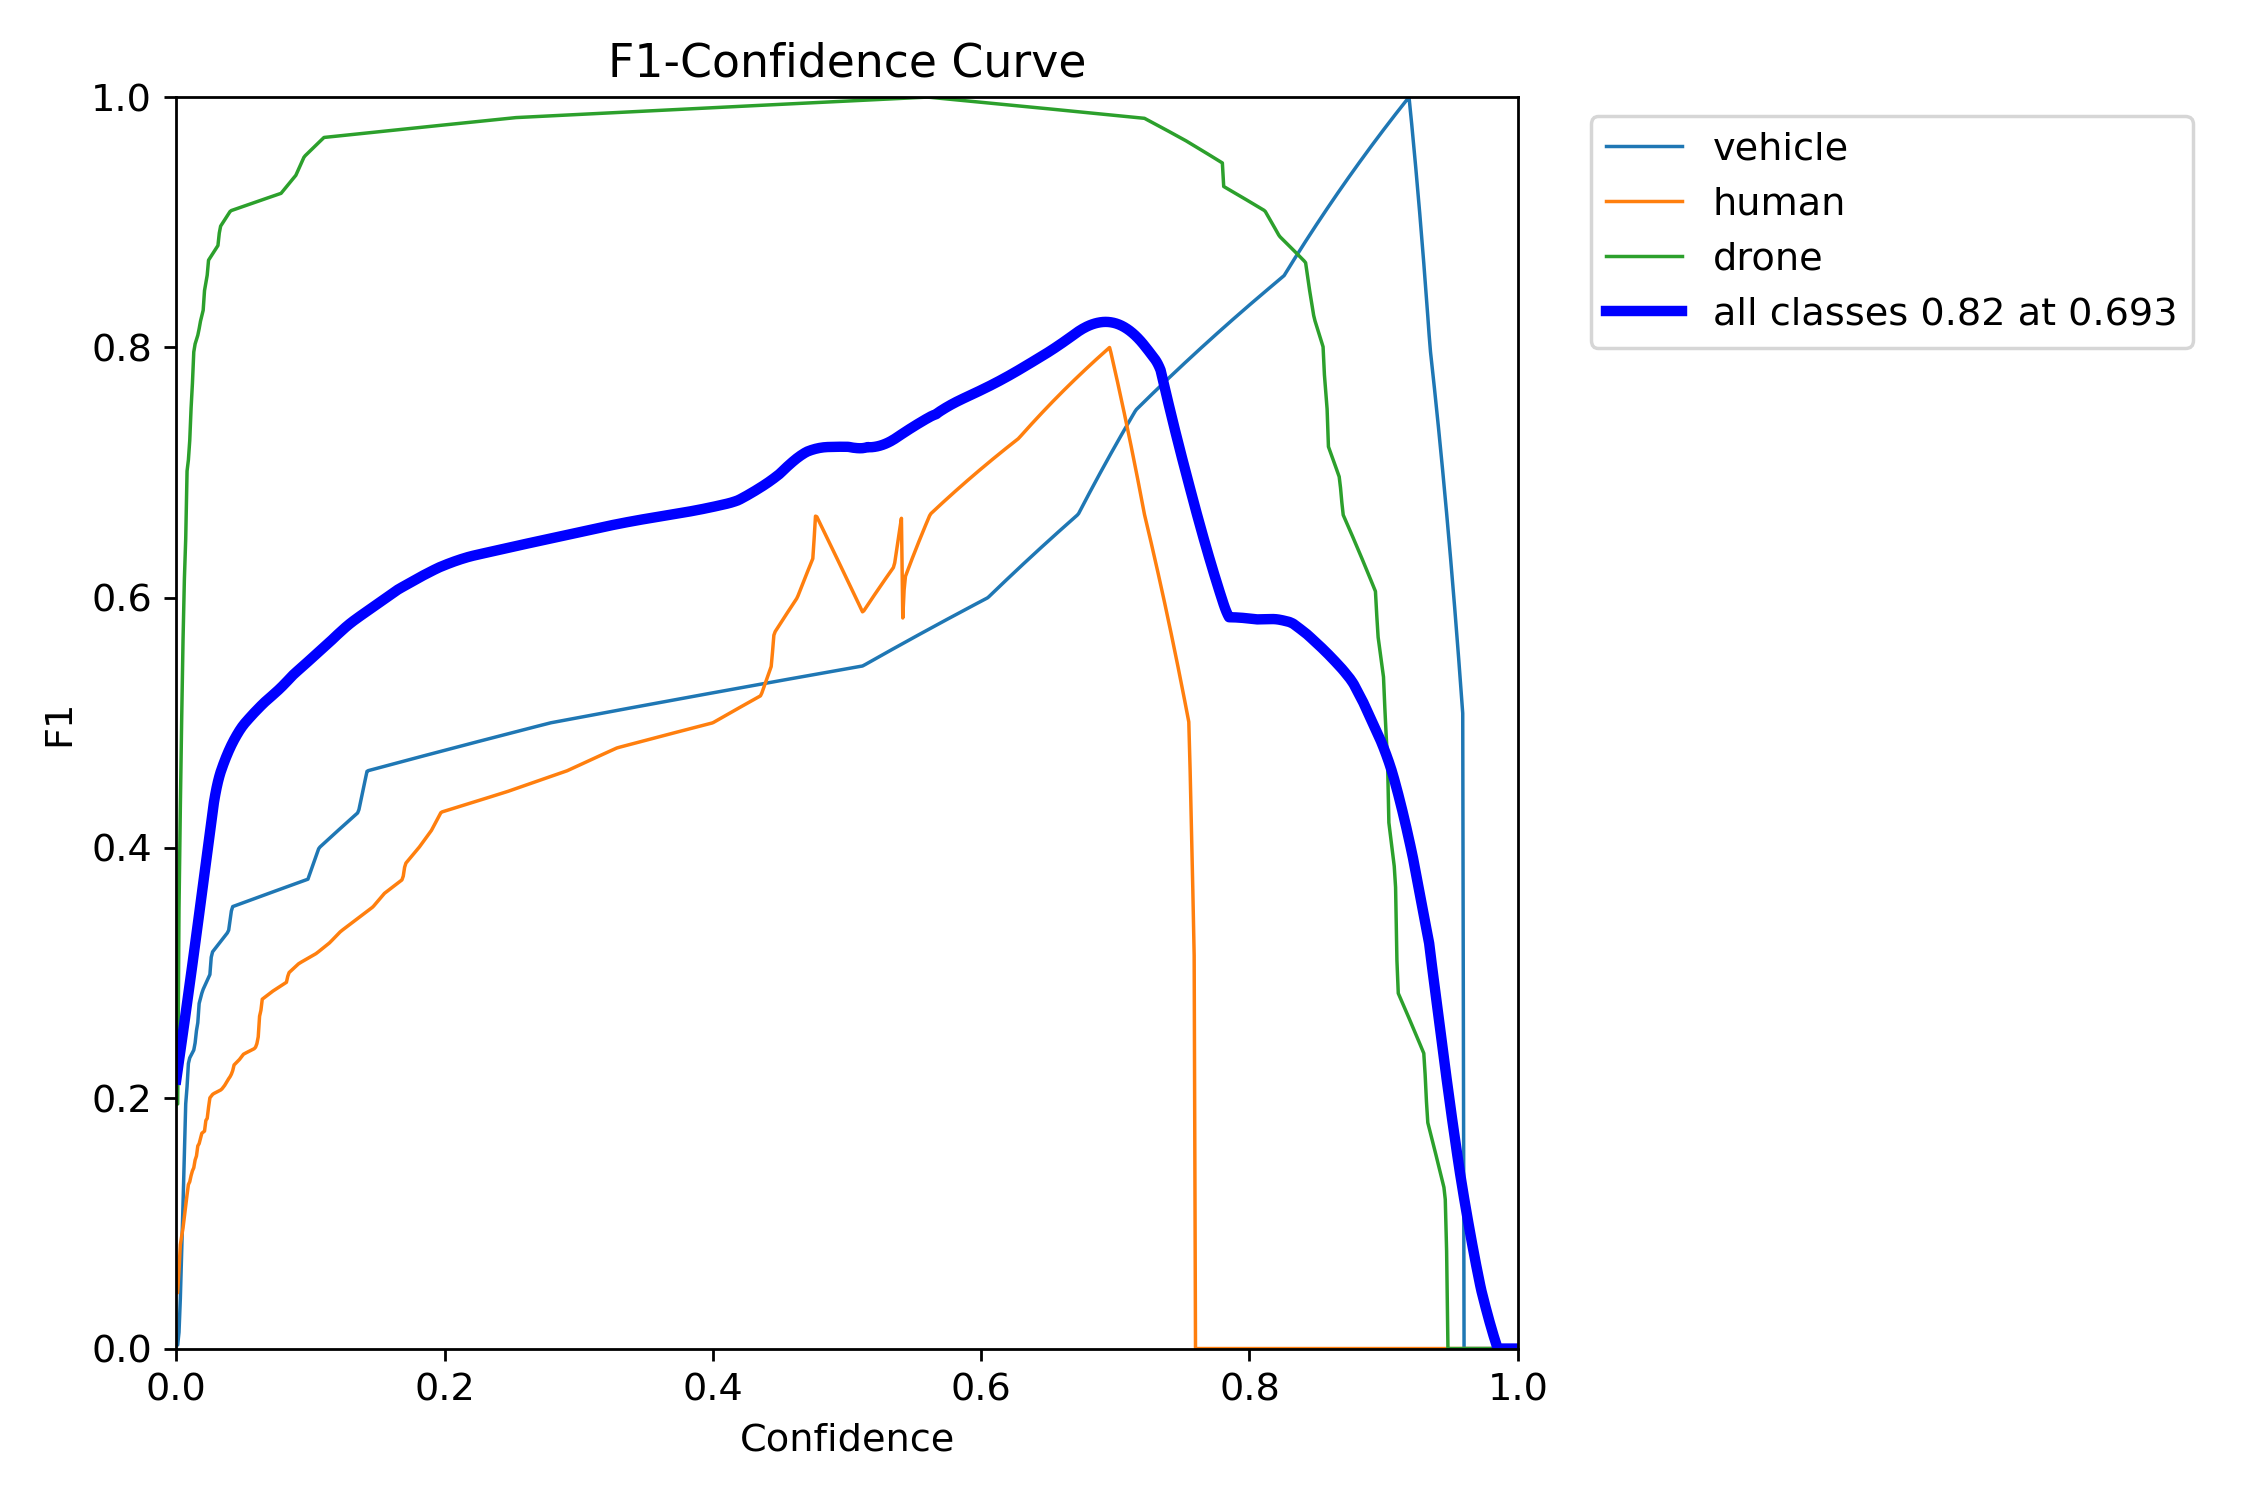 F1-Confidence Curve
1.0
0.8
0.6
0.4
0.2
0.0
F1
0.0 0.2 0.4 0.6 0.8 1.0
Confidence
vehicle
human
drone
all classes 0.82 at 0.693